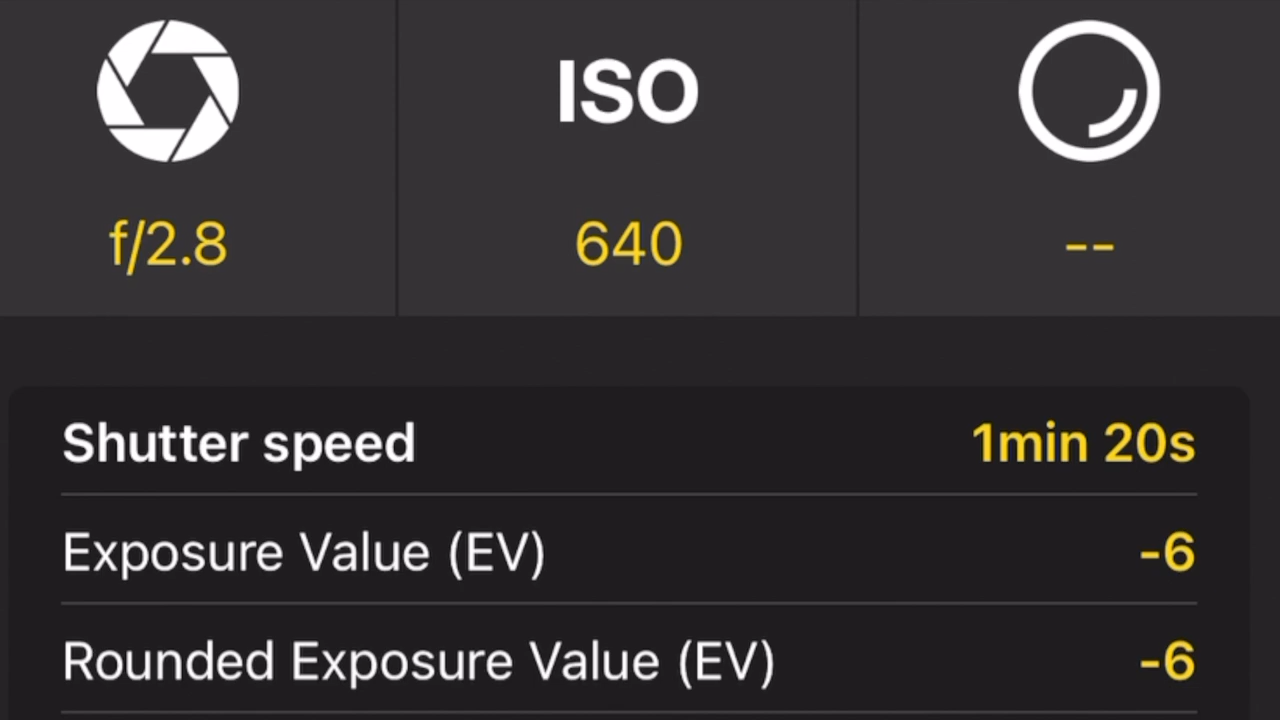 ISO
f/2.8
640
--
Shutter speed
1min 20s
Exposure Value (EV)
-6
Rounded Exposure Value (EV)
-6